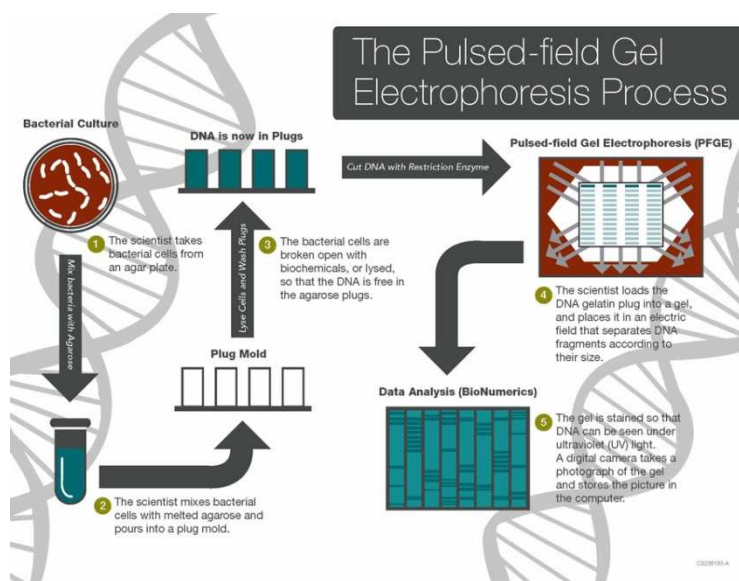 The Pulsed-field Gel
Electrophoresis Process
Bacterial Culture
1 The scientist takes
bacterial cells from
an agar plate.
Mix bacteria with Agarose
2 The scientist mixes bacterial
cells with melted agarose and
pours into a plug mold.
Plug Mold
Lyse Cells and Wash Plugs
3 The bacterial cells are
broken open with
biochemicals, or lysed,
so that the DNA is free in
the agarose plugs.
DNA is now in Plugs
Cut DNA with Restriction Enzyme
Pulsed-field Gel Electrophoresis (PFGE)
4 The scientist loads the
DNA gelatin plug into a gel,
and places it in an electric
field that separates DNA
fragments according to
their size.
Data Analysis (BioNumerics)
5 The gel is stained so that
DNA can be seen under
ultraviolet (UV) light.
A digital camera takes a
photograph of the gel
and stores the picture in
the computer.